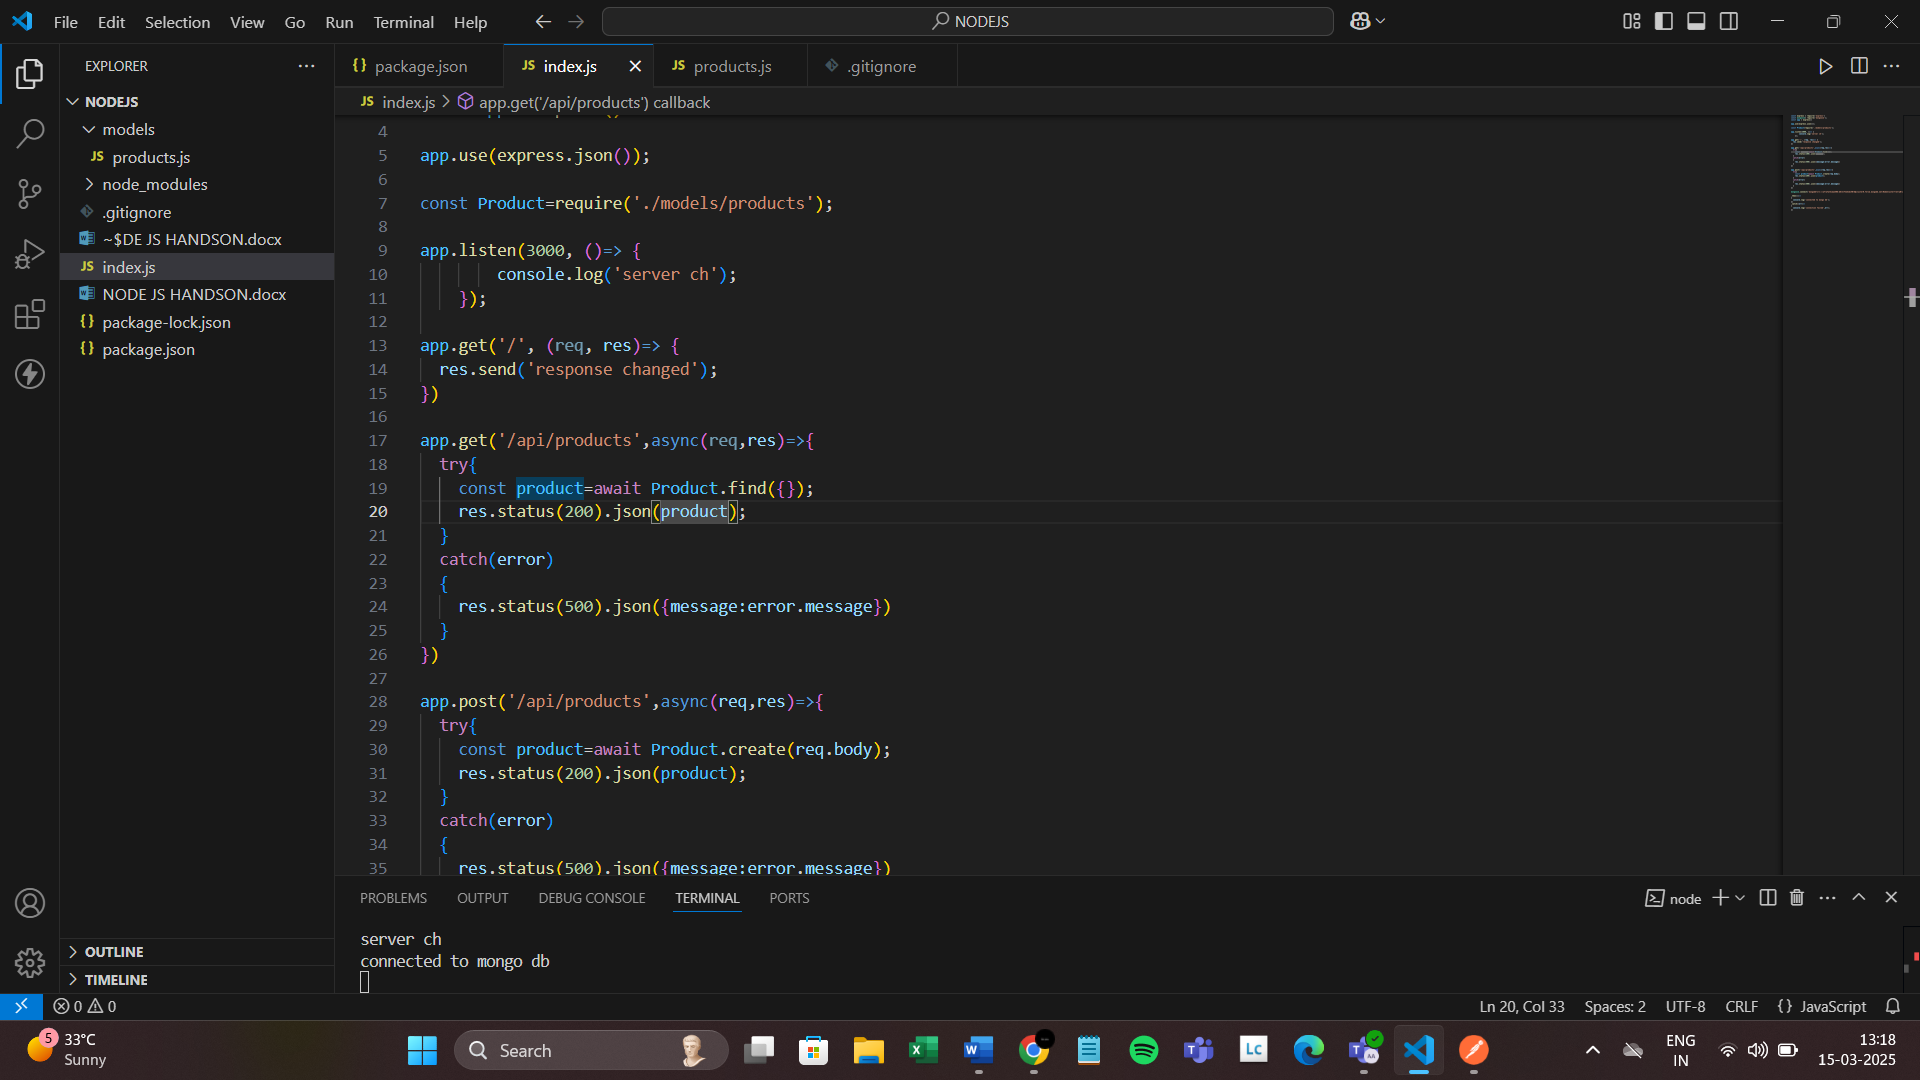 File Edit Selection View Go Run Terminal Help NODEJS
EXPLORER
NODEJS
models
JS products.js
node_modules
.gitignore
~$DE JS HANDSON.docx
JS index.js
NODE JS HANDSON.docx
{} package-lock.json
{} package.json
OUTLINE
TIMELINE
{} package.json JS index.js JS products.js .gitignore
JS index.js > app.get('/api/products') callback
4
5 app.use(express.json());
6
7 const Product=require('./models/products');
8
9 app.listen(3000, ()=> {
10 console.log('server ch');
11 });
12
13 app.get('/', (req, res)=> {
14 res.send('response changed');
15 })
16
17 app.get('/api/products',async(req,res)=>{
18 try{
19 const product=await Product.find({});
20 res.status(200).json(product);
21 }
22 catch(error)
23 {
24 res.status(500).json({message:error.message})
25 }
26 })
27
28 app.post('/api/products',async(req,res)=>{
29 try{
30 const product=await Product.create(req.body);
31 res.status(200).json(product);
32 }
33 catch(error)
34 {
35 res.status(500).json({message:error.message})
PROBLEMS OUTPUT DEBUG CONSOLE TERMINAL PORTS node
server ch
connected to mongo db
0 0 Ln 20, Col 33 Spaces: 2 UTF-8 CRLF {} JavaScript
5 33°C
Sunny
Search
LC
ENG
IN
13:18
15-03-2025